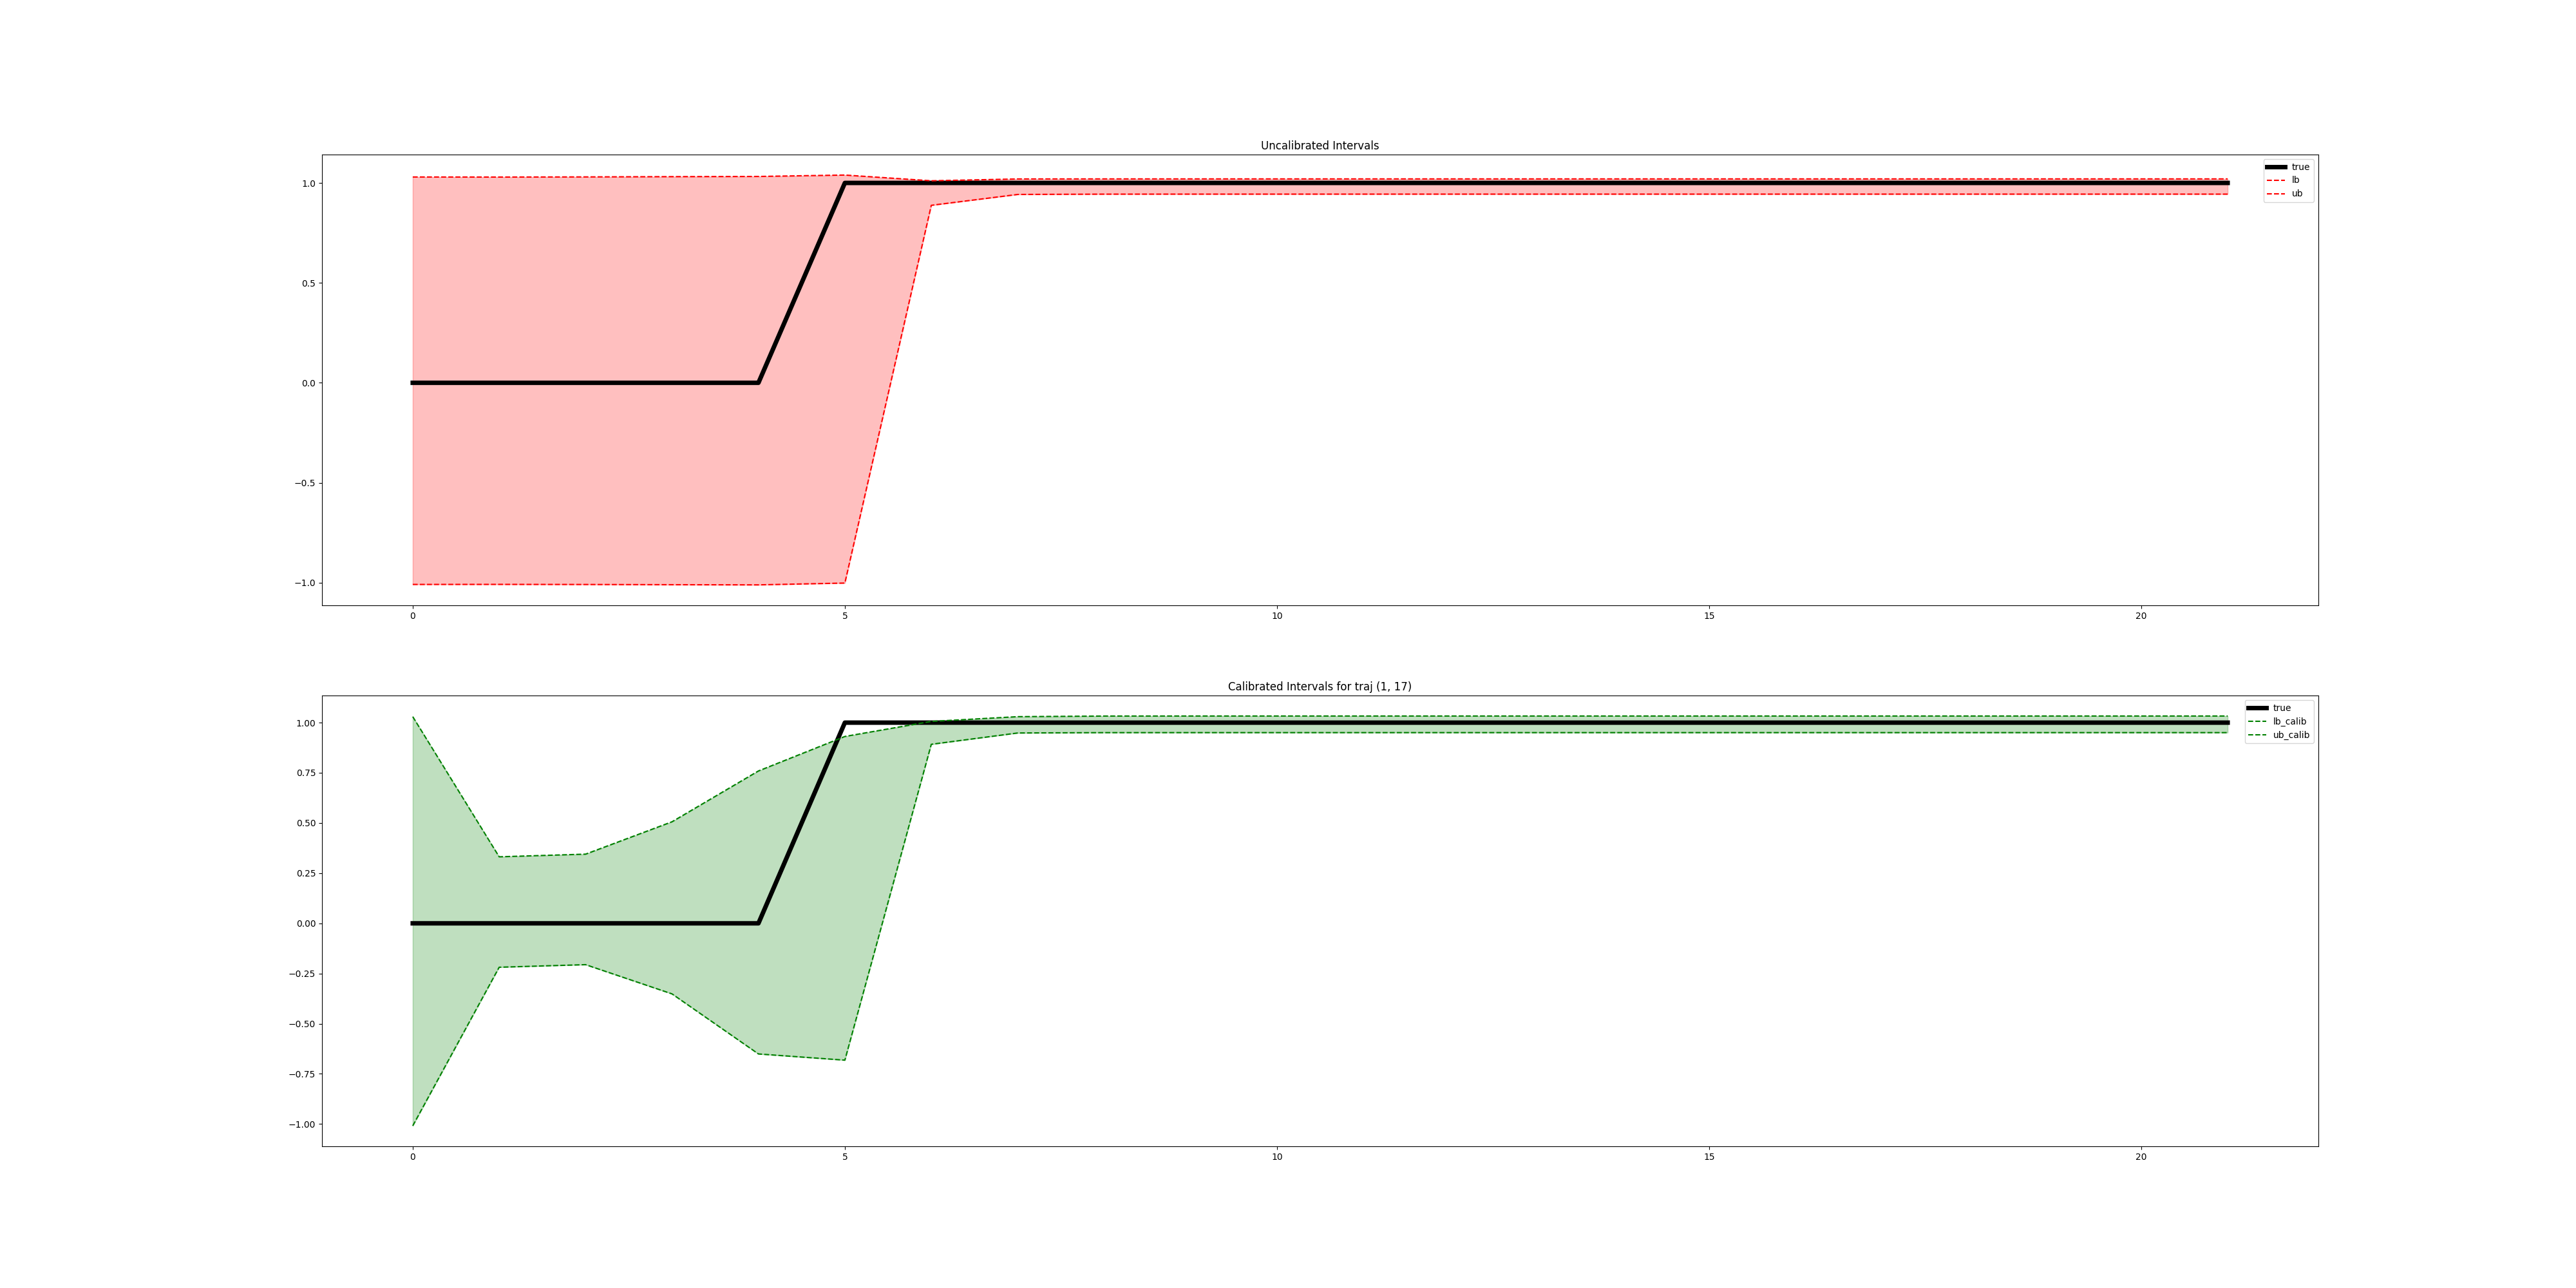 Uncalibrated Intervals
1.0
0.5
0.0
−0.5
−1.0
0 5 10 15 20
true
lb
ub
Calibrated Intervals for traj (1, 17)
1.00
0.75
0.50
0.25
0.00
−0.25
−0.50
−0.75
−1.00
0 5 10 15 20
true
lb_calib
ub_calib